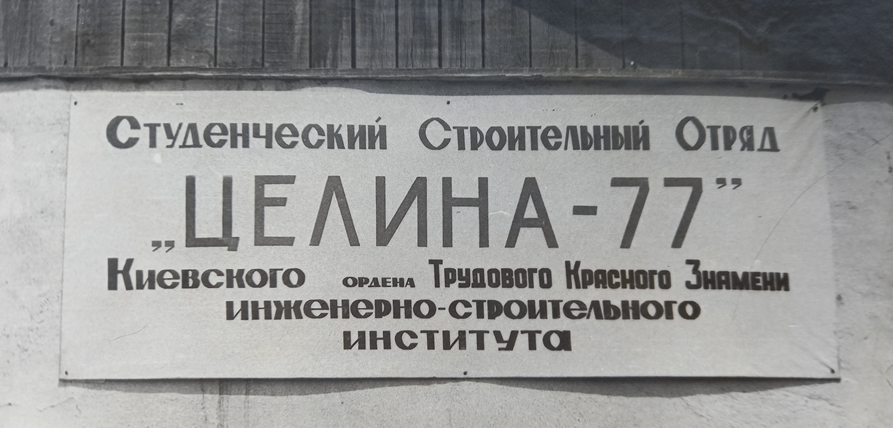 Студенческий Строительный Отряд
„ЦЕЛИНА-77”
Киевского ордена Трудового Красного Знамени
инженерно-строительного
института